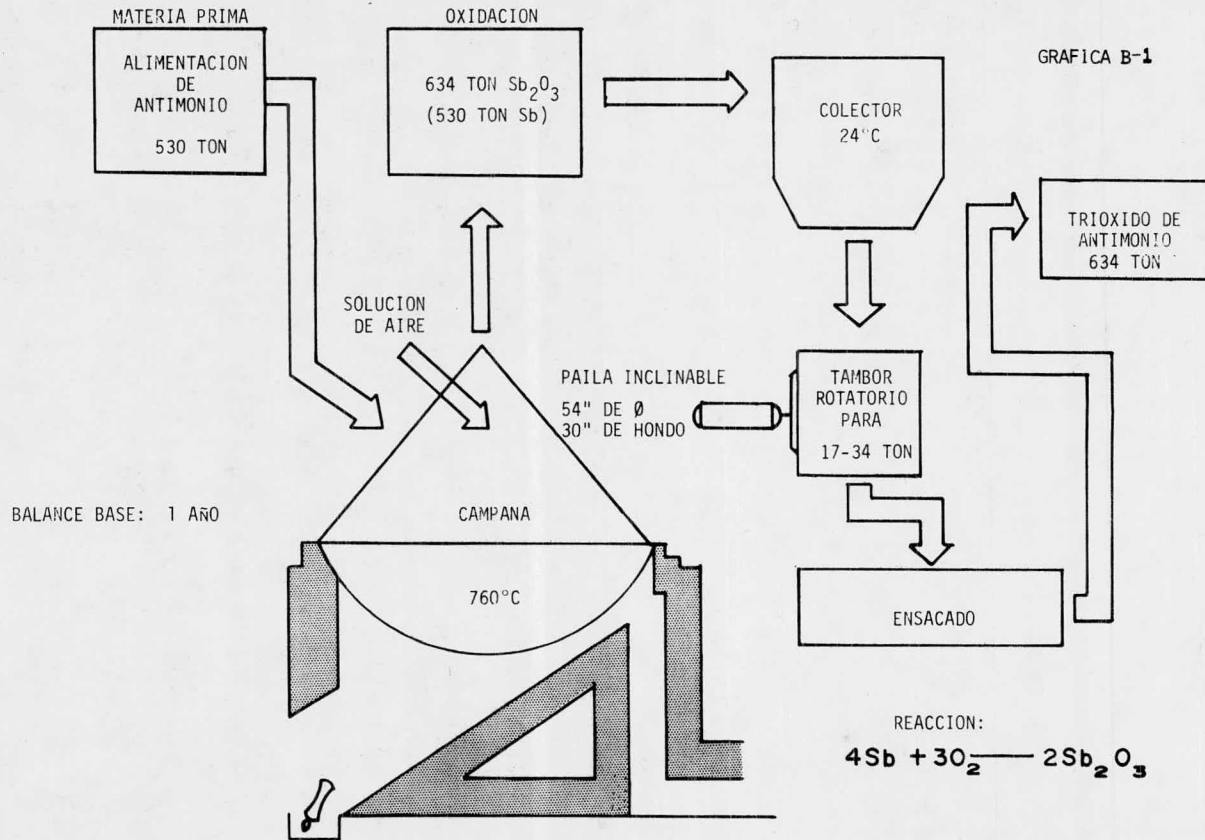 MATERIA PRIMA
ALIMENTACION
DE
ANTIMONIO
530 TON
OXIDACION
634 TON Sb2O3
(530 TON Sb)
COLECTOR
24°C
GRAFICA B-1
TRIOXIDO DE
ANTIMONIO
634 TON
SOLUCION
DE AIRE
PAILA INCLINABLE
54" DE Ø
30" DE HONDO
TAMBOR
ROTATORIO
PARA
17-34 TON
BALANCE BASE: 1 AñO
CAMPANA
760°C
ENSACADO
REACCION:
4Sb + 3O2 — 2Sb2O3